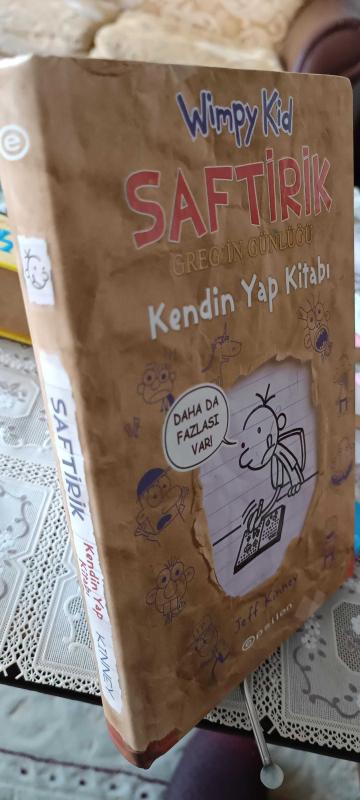 Wimpy Kid
SAFTİRİK
GREG'İN GÜNLÜĞÜ
Kendin Yap Kitabı
DAHA DA
FAZLASI
VAR!
Jeff Kinney
epsilon
e
SAFTİRİK
Kendin Yap
Kitabı
KINNEY